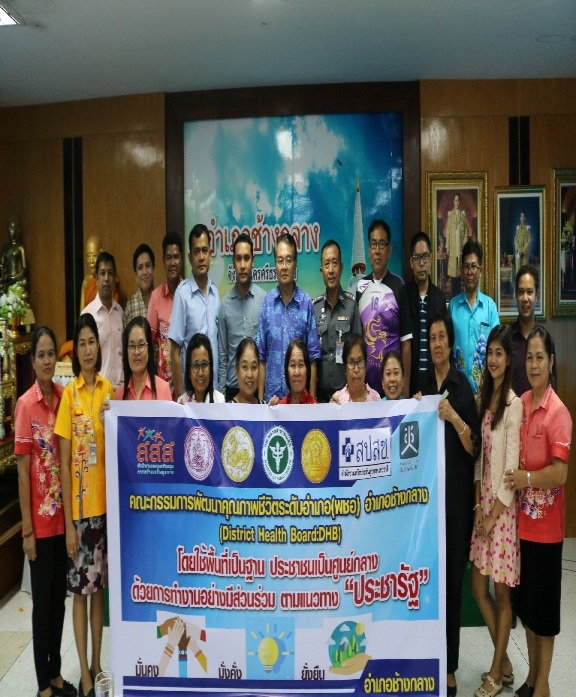 อำเภอช้างกลาง
สสส
สปสช
คณะกรรมการพัฒนาคุณภาพชีวิตระดับอำเภอ(พชอ) อำเภอช้างกลาง
(District Health Board:DHB)
โดยใช้พื้นที่เป็นฐาน ประชาชนเป็นศูนย์กลาง
ด้วยการทำงานอย่างมีส่วนร่วม ตามแนวทาง "ประชารัฐ"
มั่นคง มั่งคั่ง ยั่งยืน
อำเภอช้างกลาง